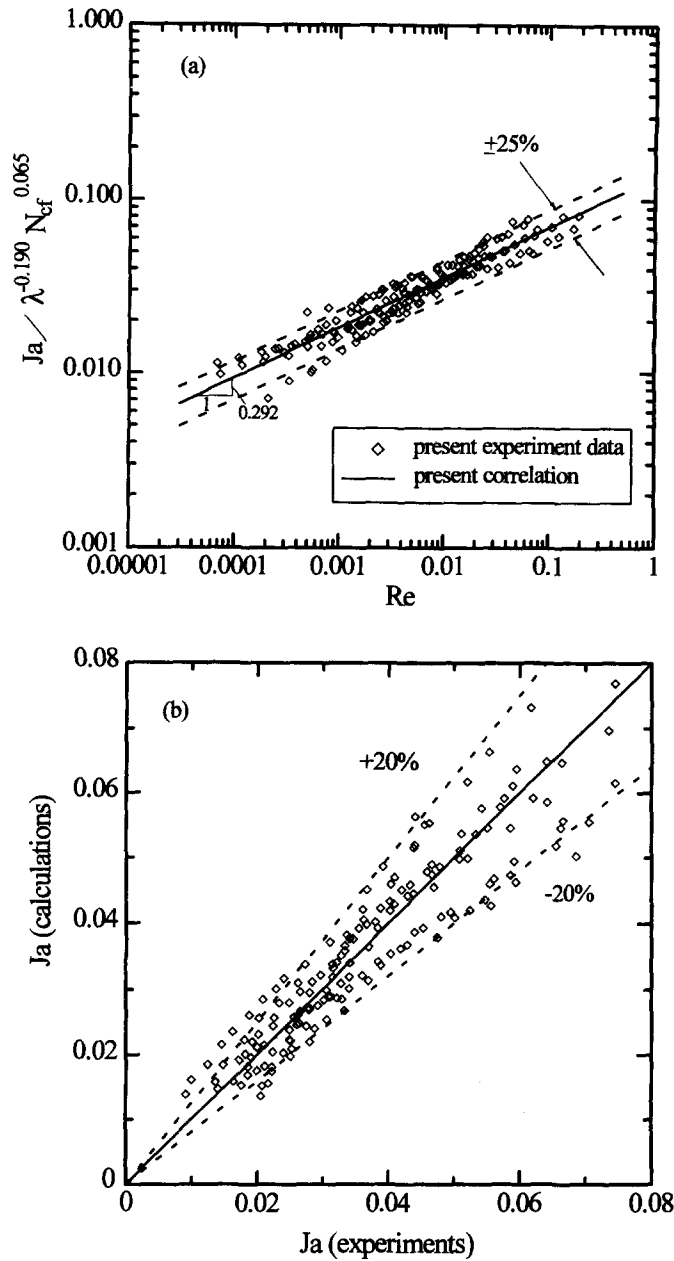 1.000
(a)
±25%
0.100
Ja / λ^-0.190 N_cf^0.065
0.010
1
0.292
present experiment data
present correlation
0.001
0.00001 0.0001 0.001 0.01 0.1 1
Re
0.08
(b)
+20%
0.06
Ja (calculations)
0.04
-20%
0.02
0
0 0.02 0.04 0.06 0.08
Ja (experiments)